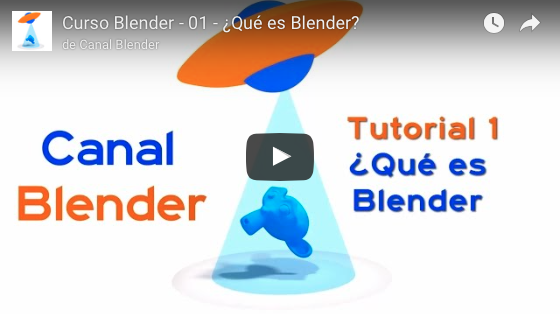 Curso Blender - 01 - ¿Qué es Blender?
de Canal Blender
Canal
Blender
Tutorial 1
¿Qué es
Blender